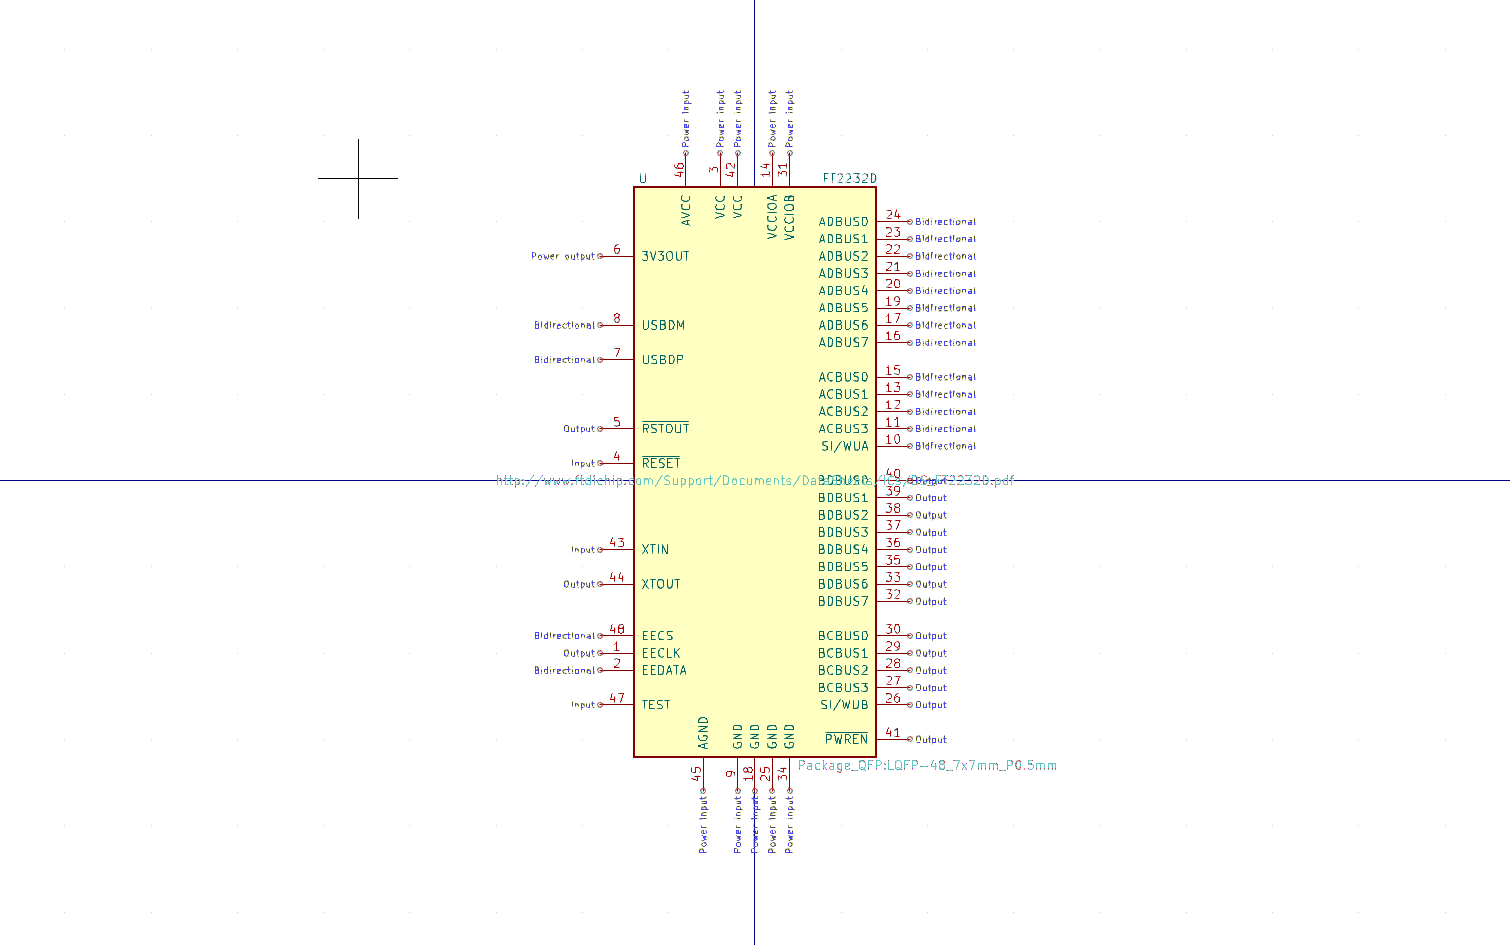 Power input Power input Power input Power input Power input
46 3 42 14 31
U FT2232D
AVCC VCC VCC VCCIOA VCCIOB
ADBUS0 24 Bidirectional
ADBUS1 23 Bidirectional
Power output 6 3V3OUT ADBUS2 22 Bidirectional
ADBUS3 21 Bidirectional
ADBUS4 20 Bidirectional
ADBUS5 19 Bidirectional
Bidirectional 8 USBDM ADBUS6 17 Bidirectional
ADBUS7 16 Bidirectional
Bidirectional 7 USBDP
ACBUS0 15 Bidirectional
ACBUS1 13 Bidirectional
ACBUS2 12 Bidirectional
Output 5 RSTOUT ACBUS3 11 Bidirectional
SI/WUA 10 Bidirectional
Input 4 RESET
http://www.ftdichip.com/Support/Documents/DataSheets/ICs/DS_FT2232D.pdf
BDBUS0 40 Output
BDBUS1 39 Output
BDBUS2 38 Output
BDBUS3 37 Output
Input 43 XTIN BDBUS4 36 Output
BDBUS5 35 Output
Output 44 XTOUT BDBUS6 33 Output
BDBUS7 32 Output
Bidirectional 48 EECS BCBUS0 30 Output
Output 1 EECLK BCBUS1 29 Output
Bidirectional 2 EEDATA BCBUS2 28 Output
BCBUS3 27 Output
Input 47 TEST SI/WUB 26 Output
PWREN 41 Output
AGND GND GND GND GND
Package_QFP:LQFP-48_7x7mm_P0.5mm
45 9 18 25 34
Power input Power input Power input Power input Power input